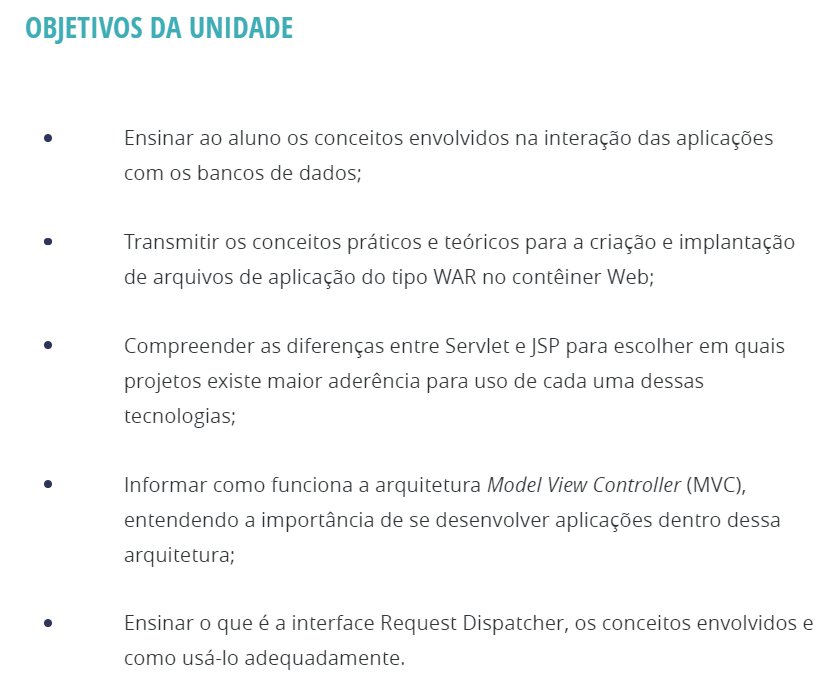 OBJETIVOS DA UNIDADE
• Ensinar ao aluno os conceitos envolvidos na interação das aplicações
com os bancos de dados;
• Transmitir os conceitos práticos e teóricos para a criação e implantação
de arquivos de aplicação do tipo WAR no contêiner Web;
• Compreender as diferenças entre Servlet e JSP para escolher em quais
projetos existe maior aderência para uso de cada uma dessas
tecnologias;
• Informar como funciona a arquitetura Model View Controller (MVC),
entendendo a importância de se desenvolver aplicações dentro dessa
arquitetura;
• Ensinar o que é a interface Request Dispatcher, os conceitos envolvidos e
como usá-lo adequadamente.